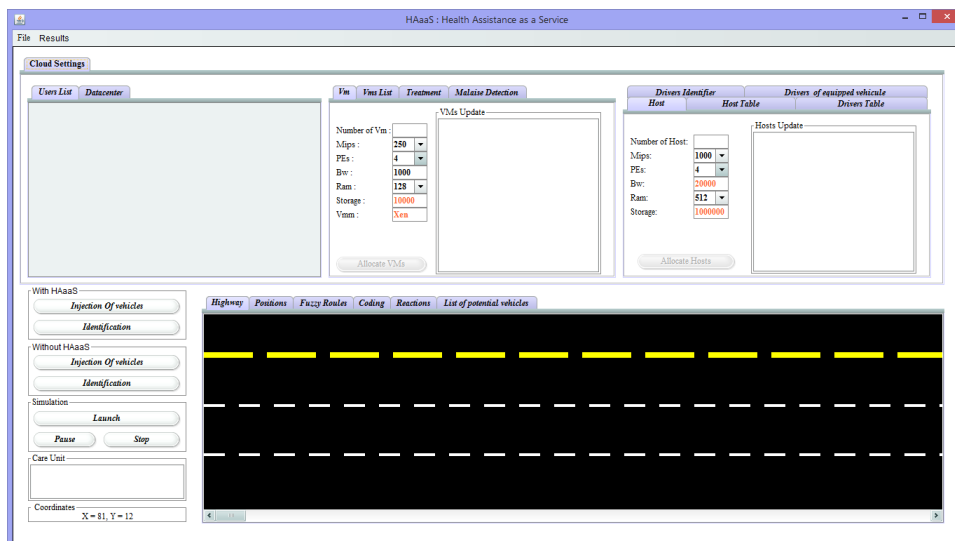 HAaaS : Health Assistance as a Service
File Results
Cloud Settings
Users List Datacenter
Vm Vms List Treatment Malaise Detection
Drivers Identifier Drivers of equipped vehicule
Host Host Table Drivers Table
VMs Update
Number of Vm :
Mips : 250
PEs : 4
Bw : 1000
Ram : 128
Storage : 10000
Vmm : Xen
Allocate VMs
Hosts Update
Number of Host:
Mips: 1000
PEs: 4
Bw: 20000
Ram: 512
Storage: 1000000
Allocate Hosts
With HAaaS
Injection Of vehicles
Identification
Without HAaaS
Injection Of vehicles
Identification
Simulation
Launch
Pause Stop
Care Unit
Coordinates
X = 81, Y = 12
Highway Positions Fuzzy Roules Coding Reactions List of potential vehicles